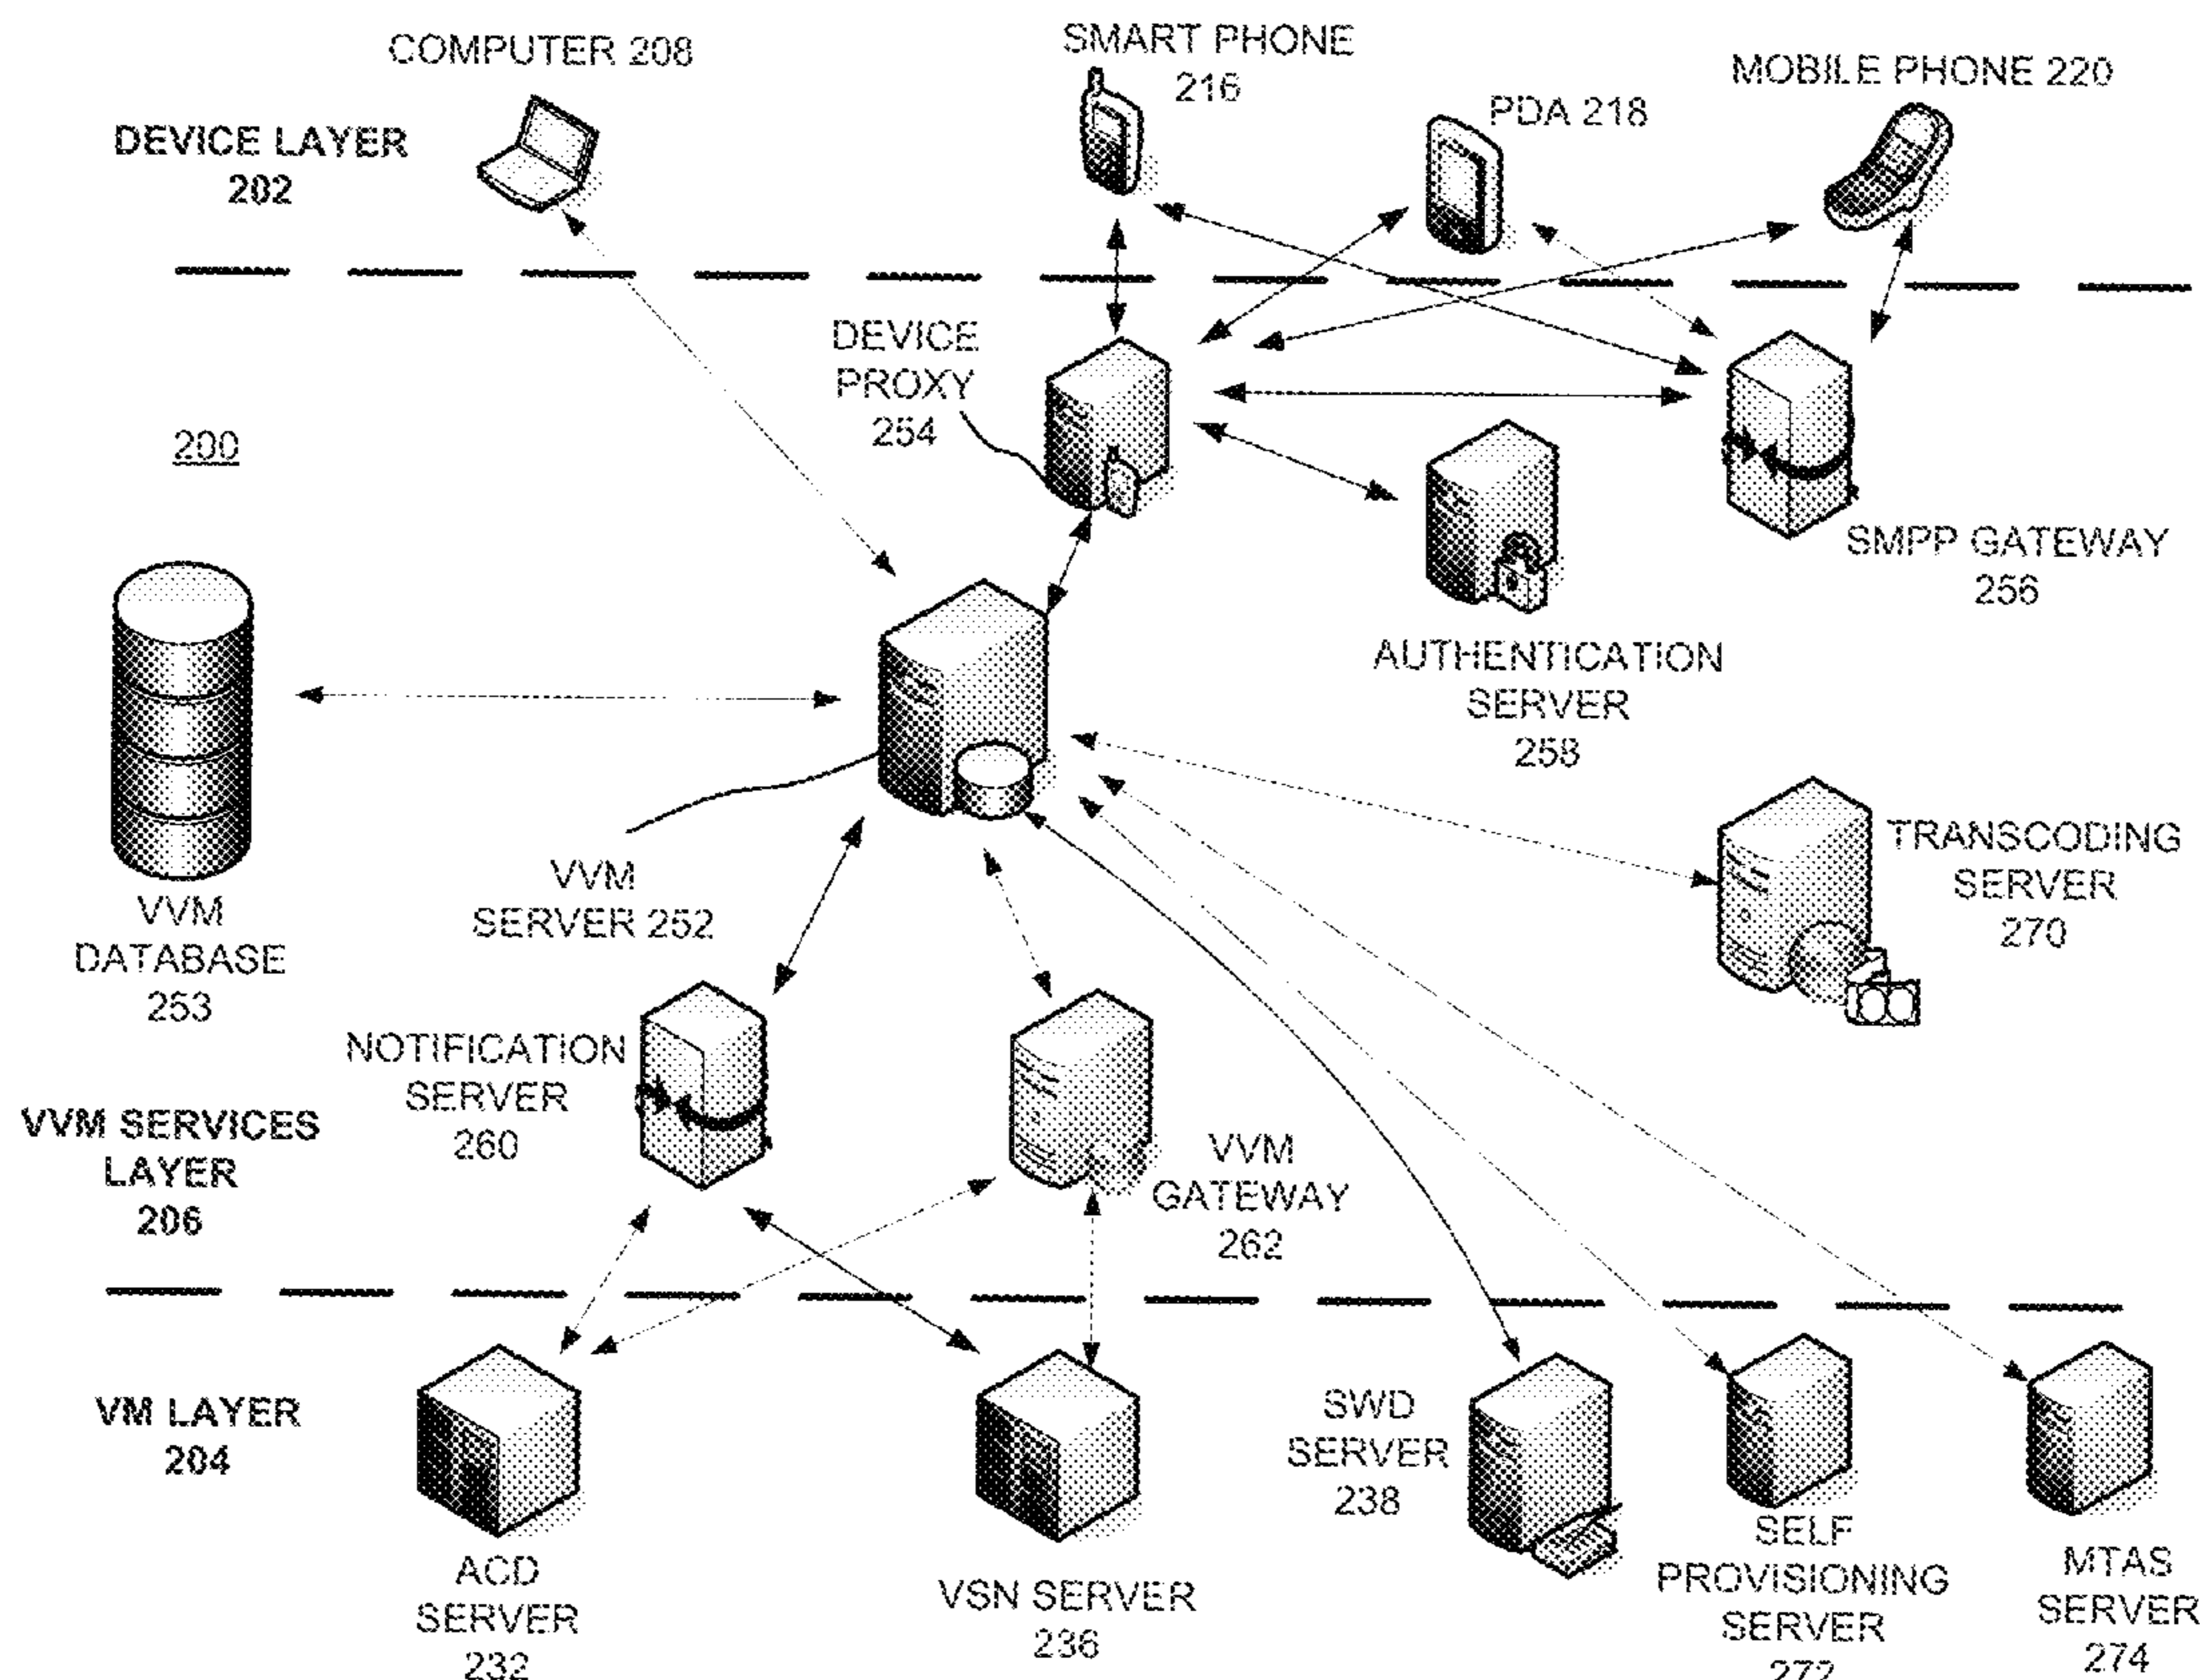 COMPUTER 208
SMART PHONE
216
PDA 218
MOBILE PHONE 220
DEVICE LAYER
202
DEVICE
PROXY
254
200
SMPP GATEWAY
256
AUTHENTICATION
SERVER
258
TRANSCODING
SERVER
270
VVM
SERVER 252
VVM
DATABASE
253
NOTIFICATION
SERVER
260
VVM SERVICES
LAYER
206
VVM
GATEWAY
262
VM LAYER
204
SWD
SERVER
238
ACD
SERVER
232
VSN SERVER
236
SELF
PROVISIONING
SERVER
272
MTAS
SERVER
274